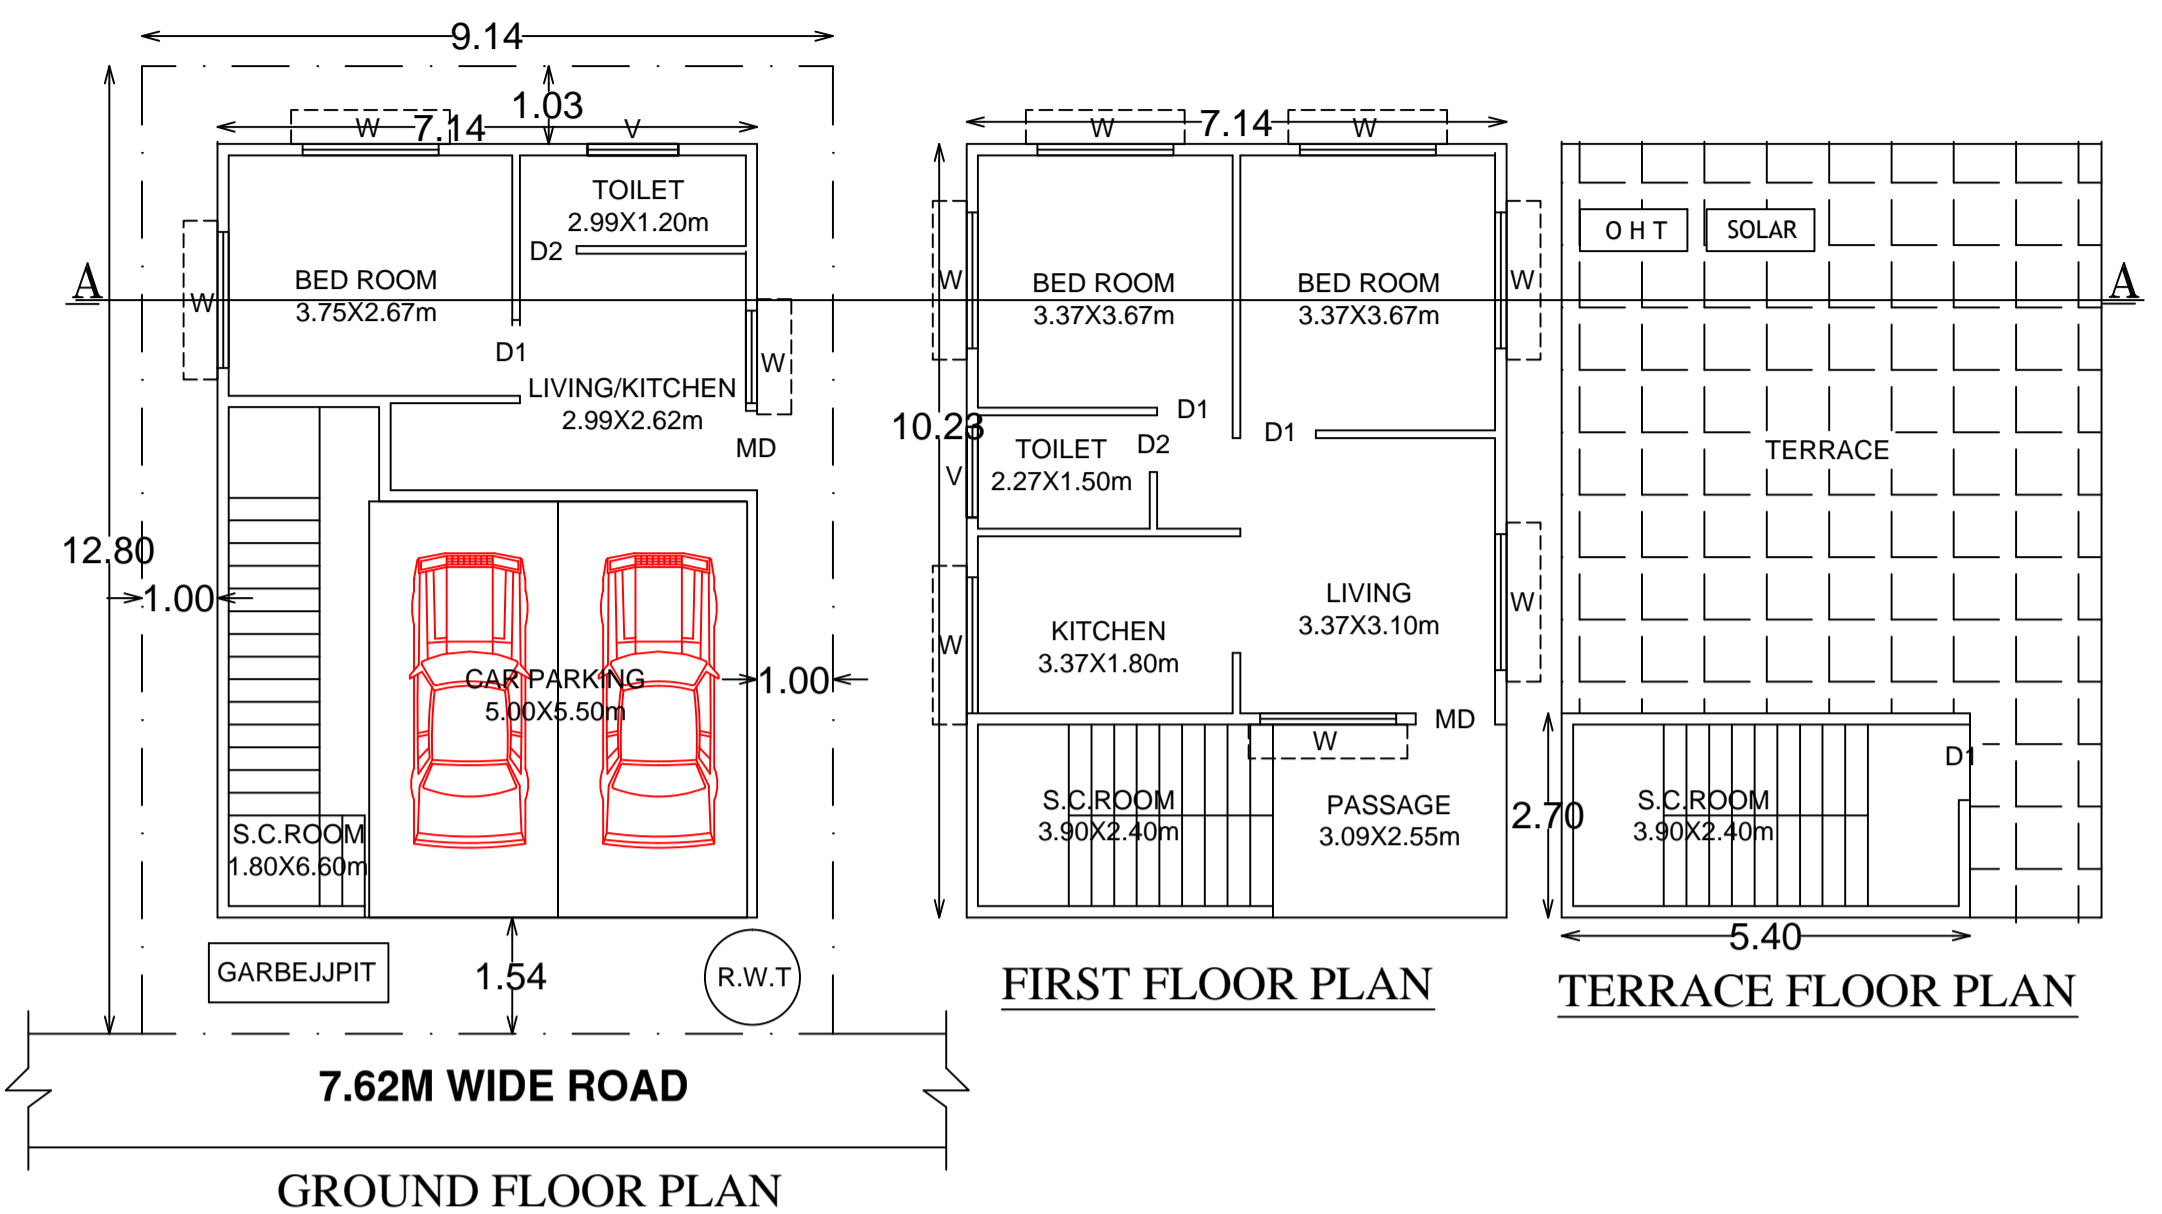 9.14
1.03
W
7.14
V
TOILET
2.99X1.20m
D2
BED ROOM
3.75X2.67m
A
W
D1
W
LIVING/KITCHEN
2.99X2.62m
MD
12.80
1.00
CAR PARKING
5.00X5.50m
1.00
S.C.ROOM
1.80X6.60m
GARBEJJPIT
1.54
R.W.T
7.62M WIDE ROAD
GROUND FLOOR PLAN
W
7.14
W
W
BED ROOM
3.37X3.67m
BED ROOM
3.37X3.67m
W
10.23
D1
D1
TOILET
2.27X1.50m
D2
V
LIVING
3.37X3.10m
W
W
KITCHEN
3.37X1.80m
MD
W
S.C.ROOM
3.90X2.40m
PASSAGE
3.09X2.55m
FIRST FLOOR PLAN
O H T
SOLAR
A
TERRACE
D1
2.70
S.C.ROOM
3.90X2.40m
5.40
TERRACE FLOOR PLAN